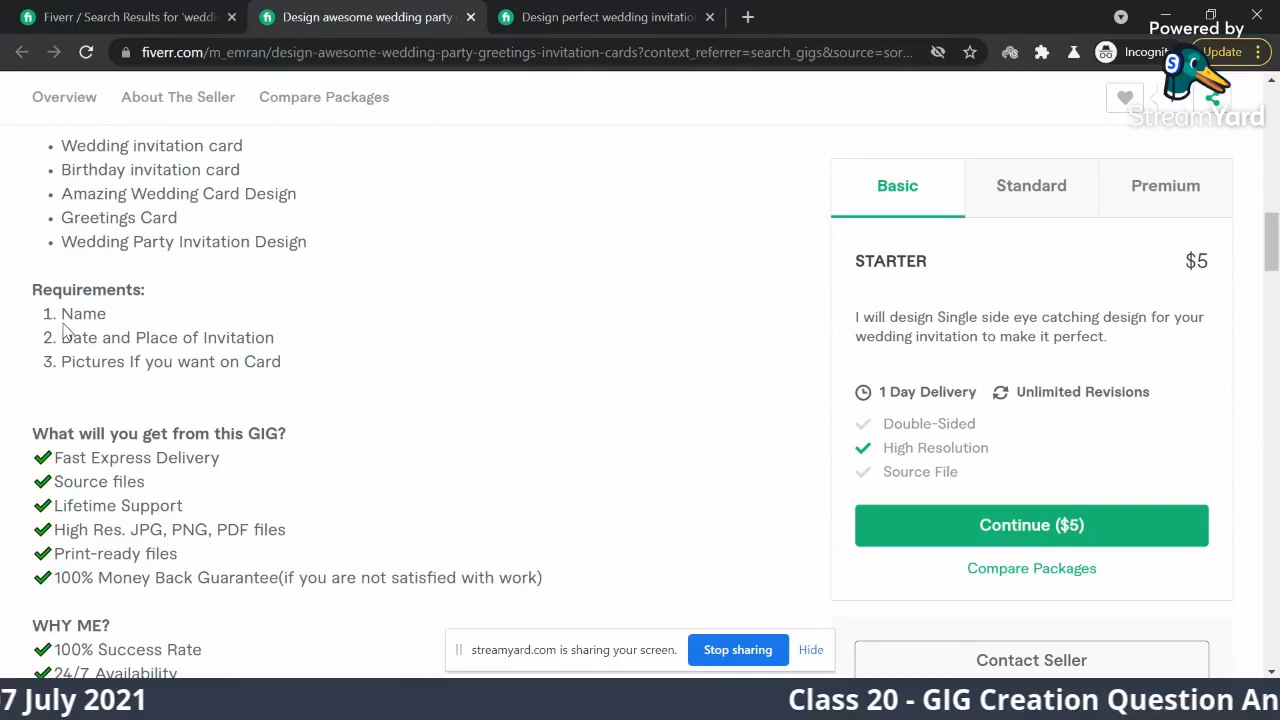 Fiverr / Search Results for 'weddi
Design awesome wedding party
Design perfect wedding invitatio
Powered by
fiverr.com/m_emran/design-awesome-wedding-party-greetings-invitation-cards?context_referrer=search_gigs&source=sor...
Incognit
Update
StreamYard
Overview
About The Seller
Compare Packages
• Wedding invitation card
• Birthday invitation card
• Amazing Wedding Card Design
• Greetings Card
• Wedding Party Invitation Design
Requirements:
1. Name
2. Date and Place of Invitation
3. Pictures If you want on Card
What will you get from this GIG?
✔Fast Express Delivery
✔Source files
✔Lifetime Support
✔High Res. JPG, PNG, PDF files
✔Print-ready files
✔100% Money Back Guarantee(if you are not satisfied with work)
WHY ME?
✔100% Success Rate
✔24/7 Availability
Basic
Standard
Premium
STARTER $5
I will design Single side eye catching design for your
wedding invitation to make it perfect.
1 Day Delivery Unlimited Revisions
Double-Sided
High Resolution
Source File
Continue ($5)
Compare Packages
Contact Seller
streamyard.com is sharing your screen.
Stop sharing
Hide
07 July 2021
Class 20 - GIG Creation Question An